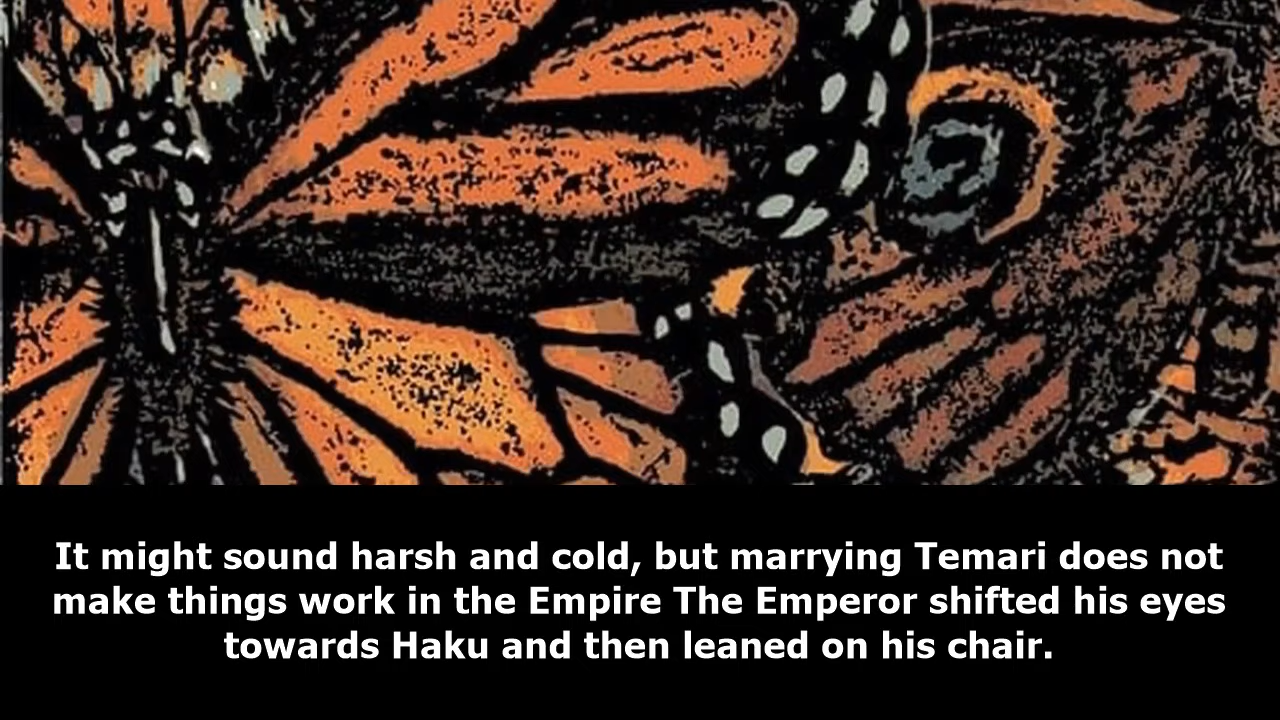 It might sound harsh and cold, but marrying Temari does not
make things work in the Empire The Emperor shifted his eyes
towards Haku and then leaned on his chair.